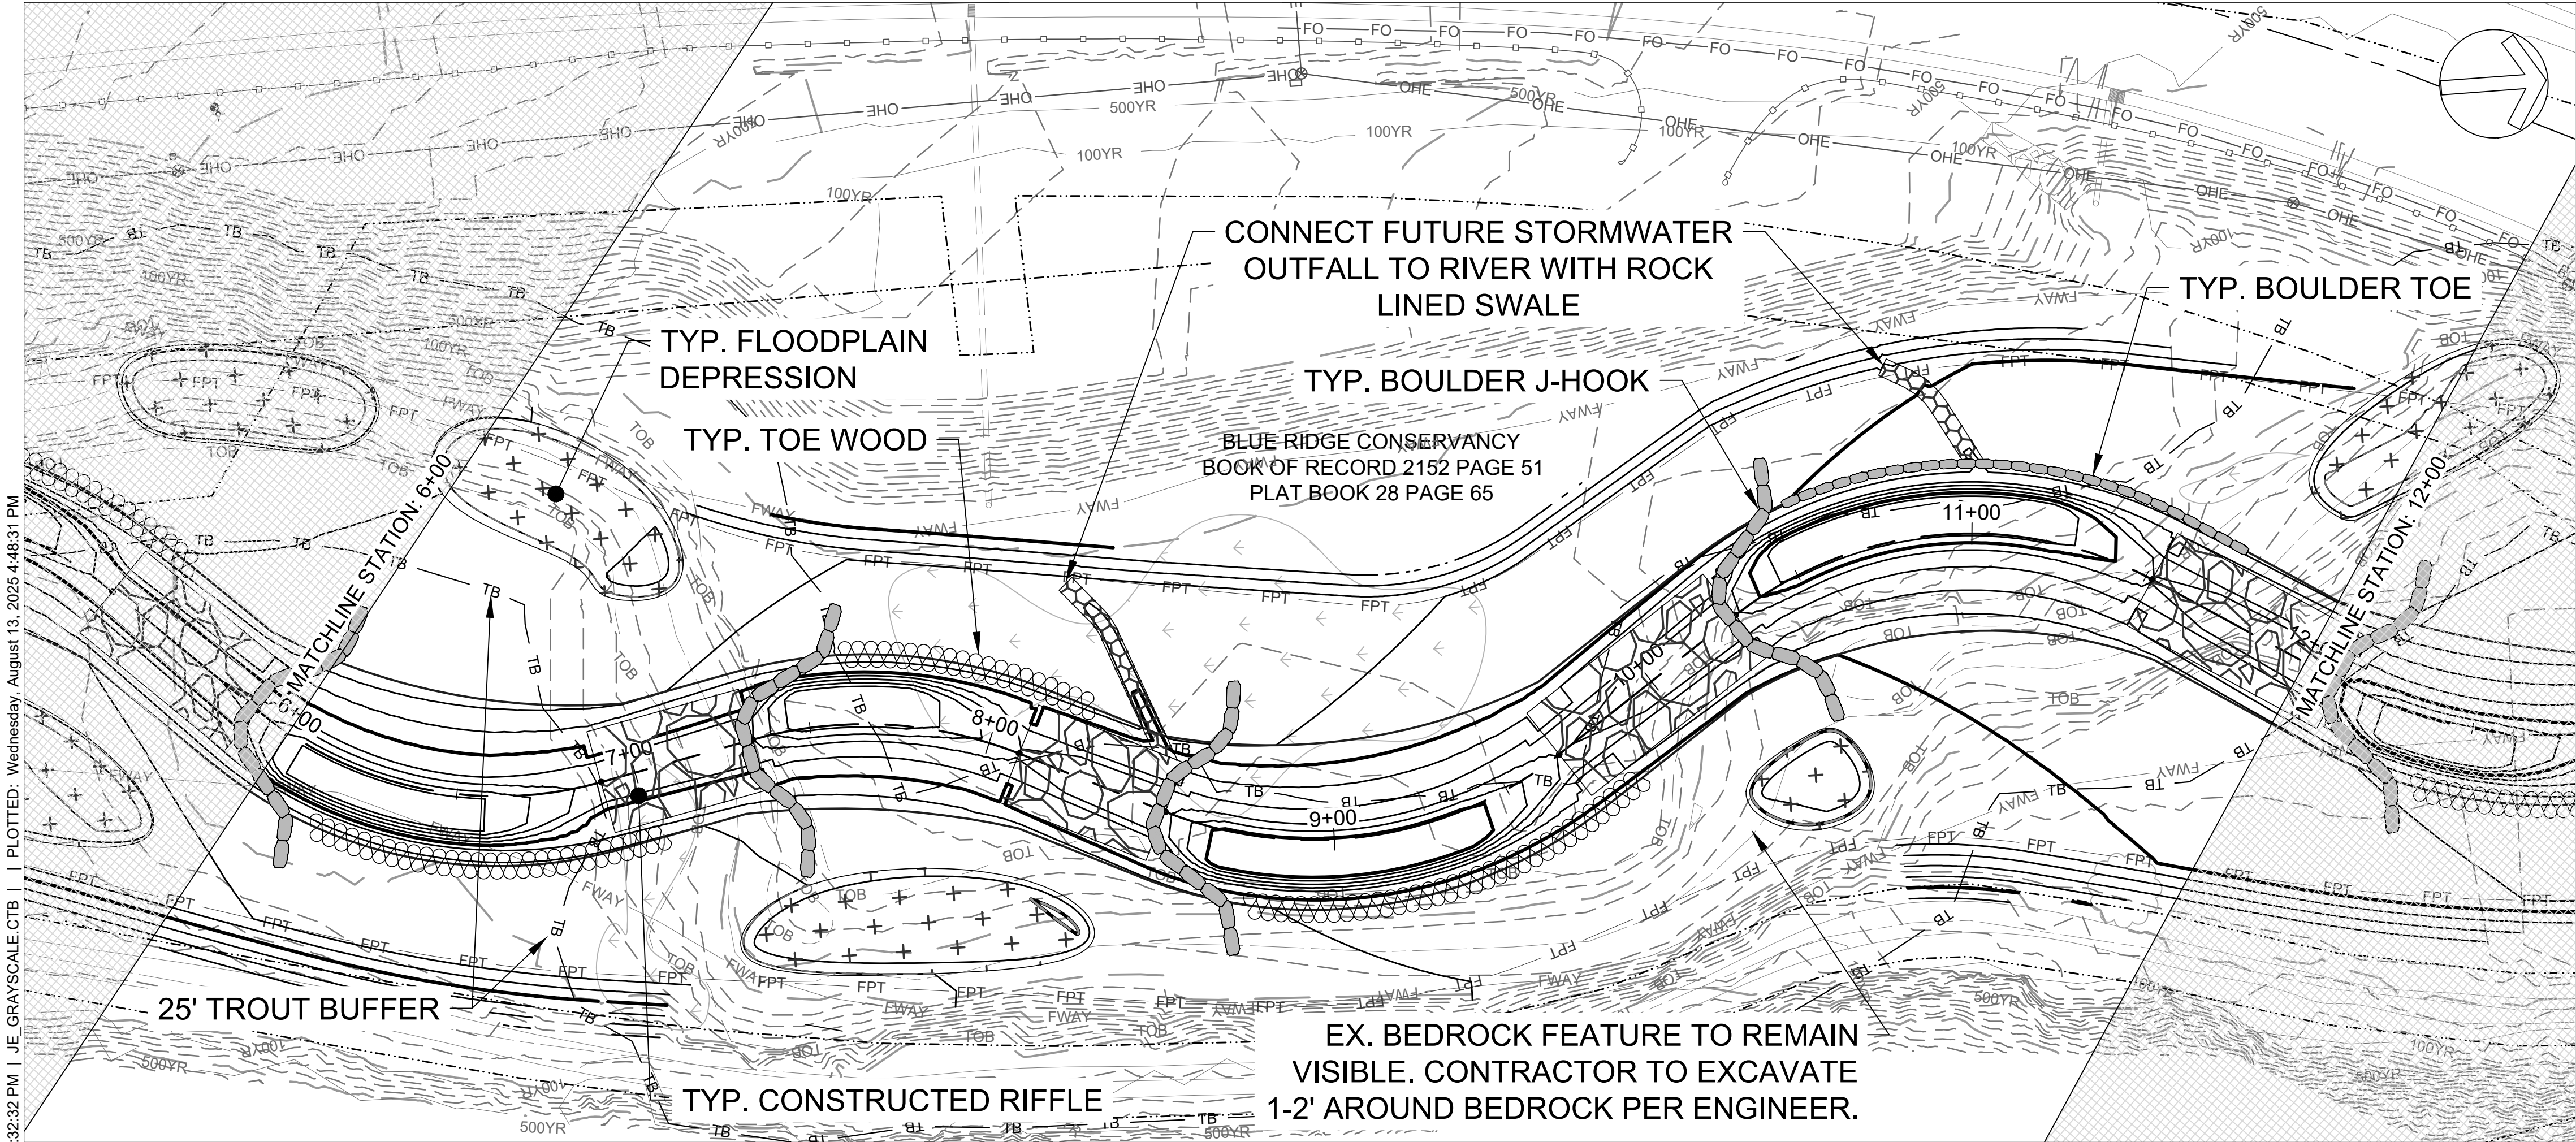 :32:32 PM | JE_GRAYSCALE.CTB | | PLOTTED: Wednesday, August 13, 2025 4:48:31 PM
CONNECT FUTURE STORMWATER
OUTFALL TO RIVER WITH ROCK
LINED SWALE
TYP. BOULDER TOE
TYP. FLOODPLAIN
DEPRESSION
TYP. BOULDER J-HOOK
TYP. TOE WOOD
BLUE RIDGE CONSERVANCY
BOOK OF RECORD 2152 PAGE 51
PLAT BOOK 28 PAGE 65
MATCHLINE STATION: 6+00
MATCHLINE STATION: 12+00
6+00
7+00
8+00
9+00
10+00
11+00
25' TROUT BUFFER
TYP. CONSTRUCTED RIFFLE
EX. BEDROCK FEATURE TO REMAIN
VISIBLE. CONTRACTOR TO EXCAVATE
1-2' AROUND BEDROCK PER ENGINEER.
FO
OHE
500YR
100YR
FWAY
FPT
TOB
TB